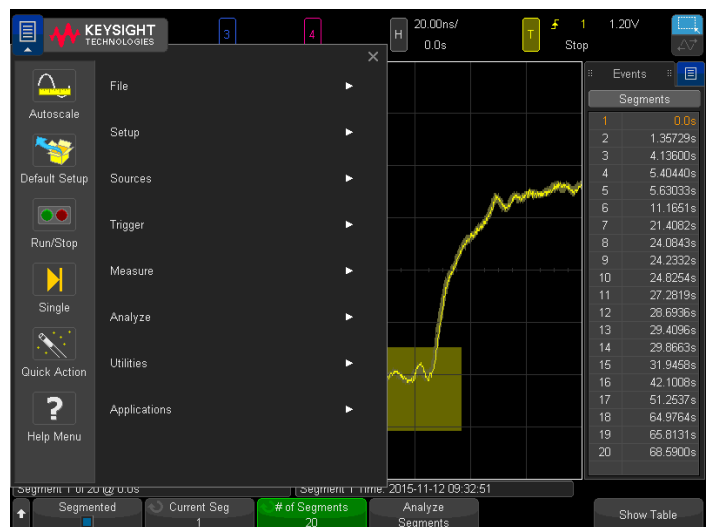 KEYSIGHT
TECHNOLOGIES
3
4
H
20.00ns/
0.0s
T
1
1.20V
Stop
File
Setup
Sources
Trigger
Measure
Analyze
Utilities
Applications
Autoscale
Default Setup
Run/Stop
Single
Quick Action
?
Help Menu
Events
Segments
1 0.0s
2 1.35729s
3 4.13600s
4 5.40440s
5 5.63033s
6 11.1651s
7 21.4082s
8 24.0843s
9 24.2332s
10 24.8254s
11 27.2819s
12 28.6936s
13 29.4096s
14 29.8663s
15 31.9458s
16 42.1008s
17 51.2537s
18 64.9764s
19 65.8131s
20 68.5900s
Segment 1 of 20 @ 0.0s
Segment 1 Time: 2015-11-12 09:32:51
Segmented
Current Seg
1
# of Segments
20
Analyze
Segments
Show Table